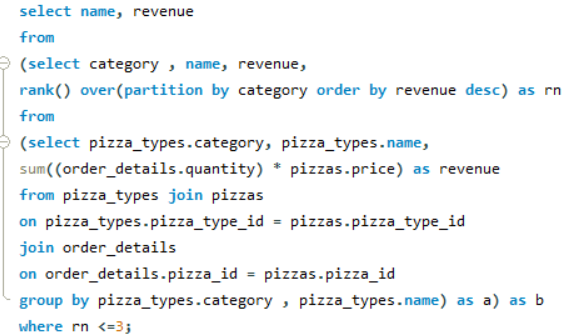 select name, revenue
from
(select category , name, revenue,
rank() over(partition by category order by revenue desc) as rn
from
(select pizza_types.category, pizza_types.name,
sum((order_details.quantity) * pizzas.price) as revenue
from pizza_types join pizzas
on pizza_types.pizza_type_id = pizzas.pizza_type_id
join order_details
on order_details.pizza_id = pizzas.pizza_id
group by pizza_types.category , pizza_types.name) as a) as b
where rn <=3;